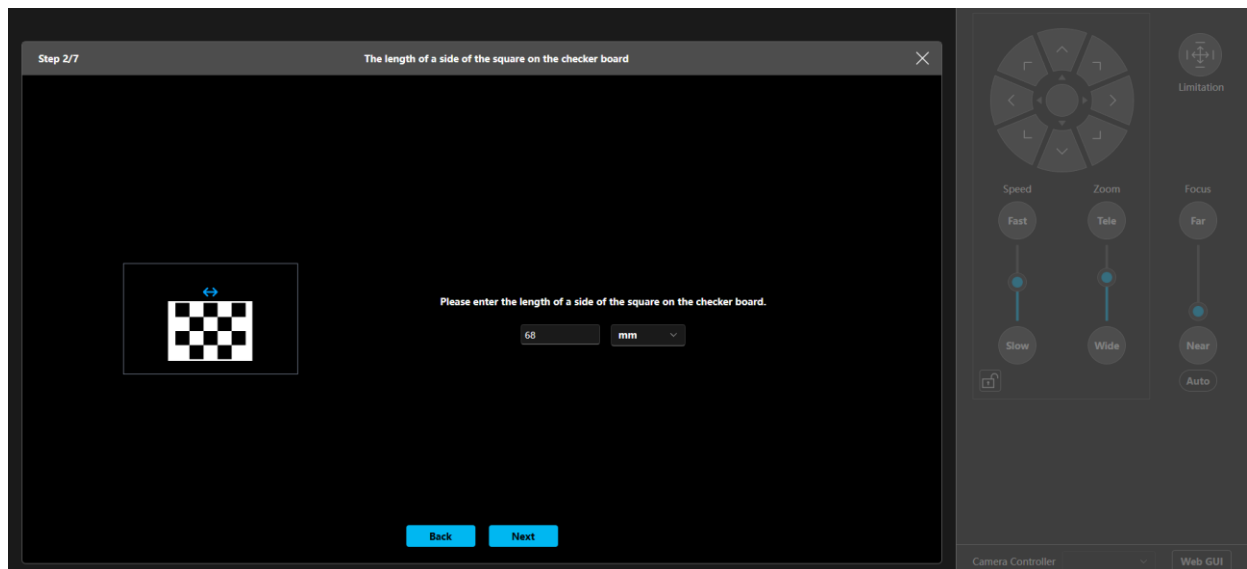 Step 2/7
The length of a side of the square on the checker board
Please enter the length of a side of the square on the checker board.
68
mm
Back
Next
Limitation
Speed
Zoom
Focus
Fast
Tele
Far
Slow
Wide
Near
Auto
Camera Controller
Web GUI